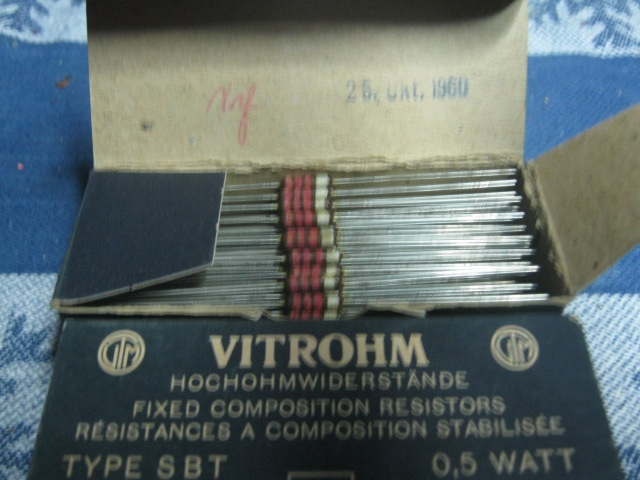 28. Okt. 1960
VITROHM
HOCHOHMWIDERSTÄNDE
FIXED COMPOSITION RESISTORS
RÉSISTANCES A COMPOSITION STABILISÉE
TYPE SBT 0,5 WATT